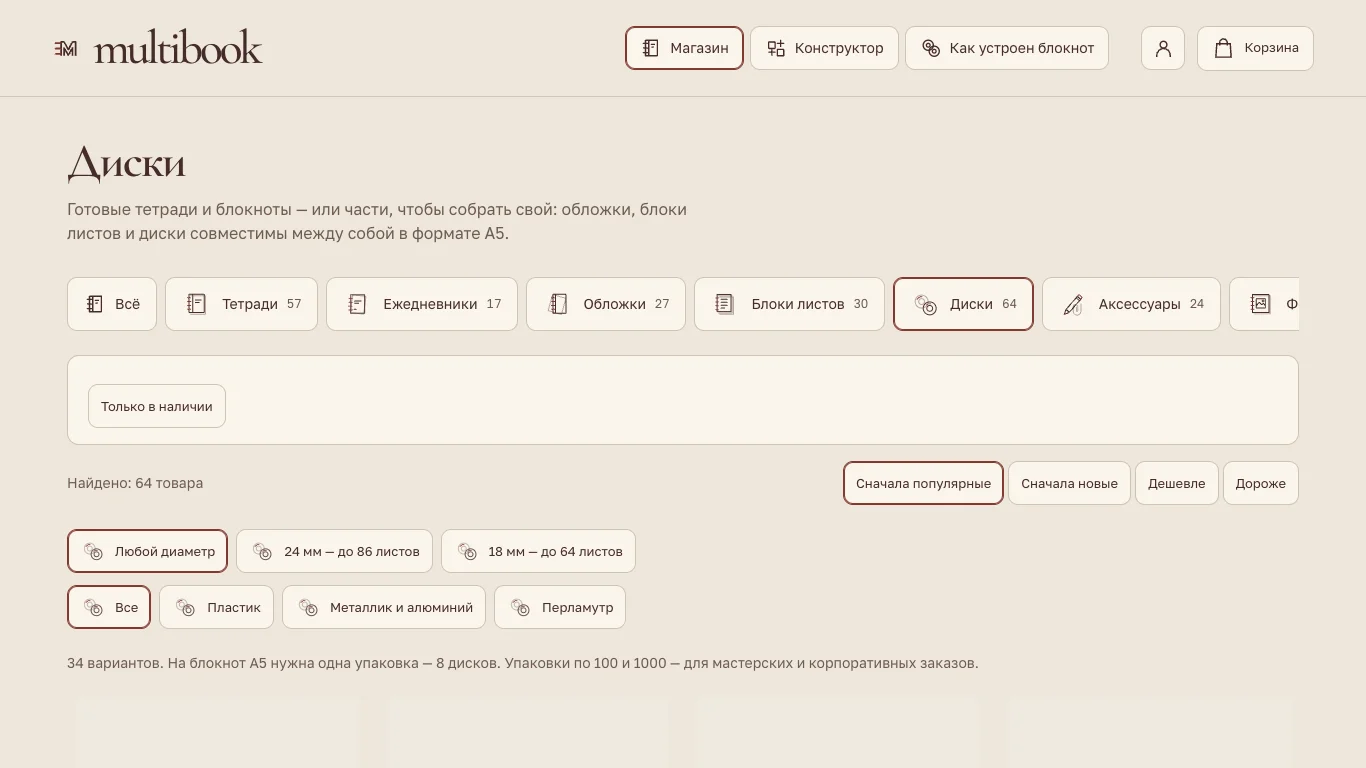 multibook
Магазин
Конструктор
Как устроен блокнот
Корзина
Диски
Готовые тетради и блокноты — или части, чтобы собрать свой: обложки, блоки
листов и диски совместимы между собой в формате А5.
Всё
Тетради 57
Ежедневники 17
Обложки 27
Блоки листов 30
Диски 64
Аксессуары 24
Ф
Только в наличии
Найдено: 64 товара
Сначала популярные
Сначала новые
Дешевле
Дороже
Любой диаметр
24 мм — до 86 листов
18 мм — до 64 листов
Все
Пластик
Металлик и алюминий
Перламутр
34 вариантов. На блокнот А5 нужна одна упаковка — 8 дисков. Упаковки по 100 и 1000 — для мастерских и корпоративных заказов.